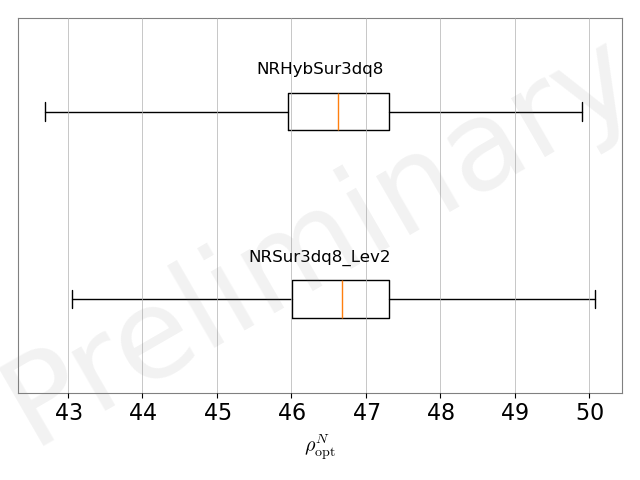 NRHybSur3dq8
NRSur3dq8_Lev2
Preliminary
43 44 45 46 47 48 49 50
ρ^N_opt